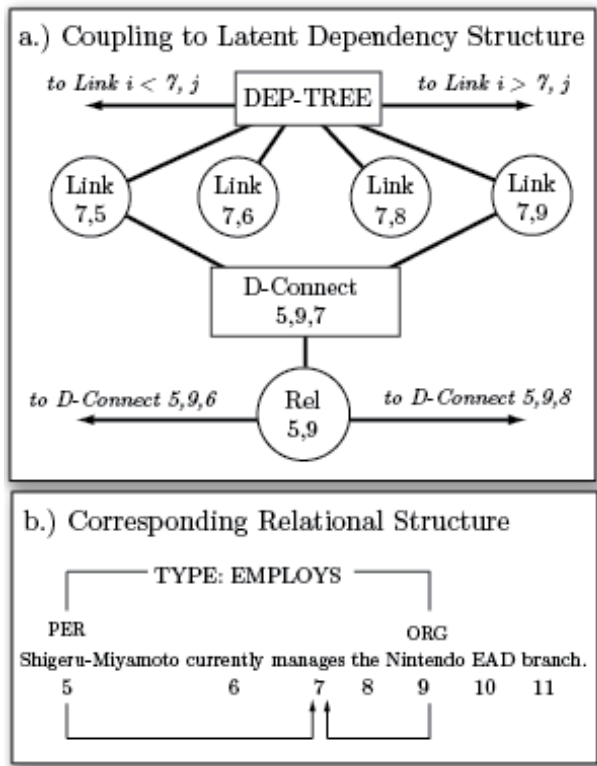 a.) Coupling to Latent Dependency Structure
to Link i < 7, j
DEP-TREE
to Link i > 7, j
Link
7,5
Link
7,6
Link
7,8
Link
7,9
D-Connect
5,9,7
to D-Connect 5,9,6
Rel
5,9
to D-Connect 5,9,8
b.) Corresponding Relational Structure
TYPE: EMPLOYS
PER ORG
Shigeru-Miyamoto currently manages the Nintendo EAD branch.
5 6 7 8 9 10 11